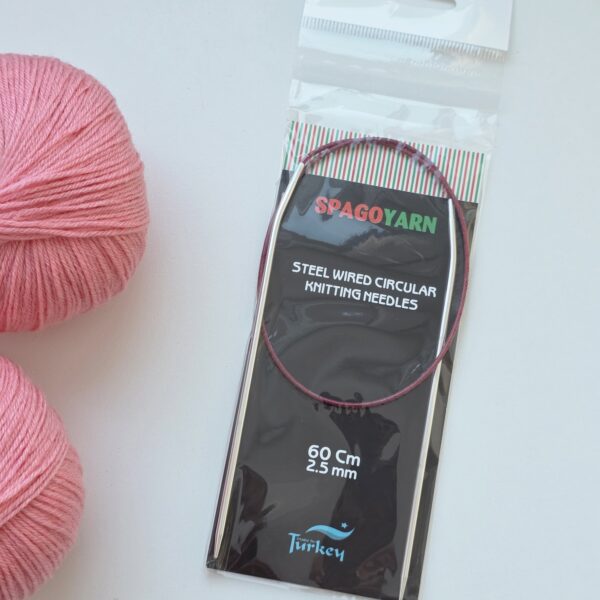 SPAGOYARN
STEEL WIRED CIRCULAR
KNITTING NEEDLES
60 Cm
2.5 mm
Turkey